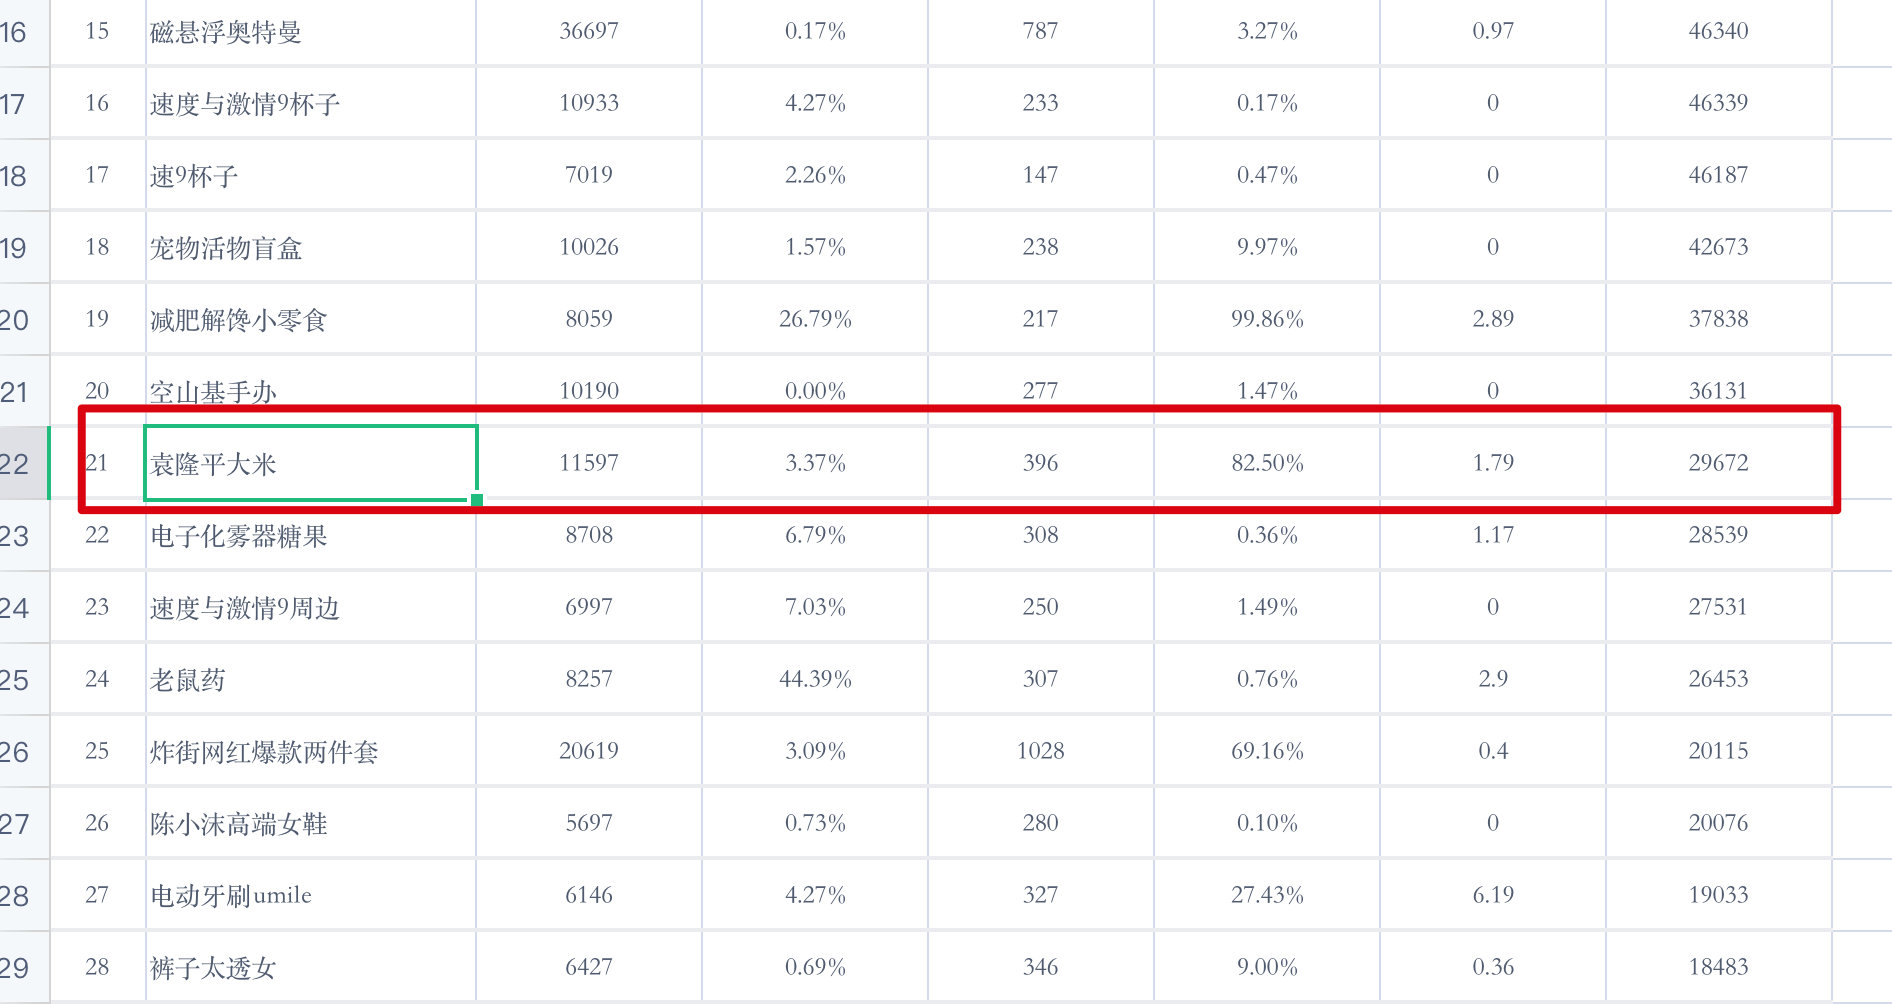 16 15 磁悬浮奥特曼 36697 0.17% 787 3.27% 0.97 46340
17 16 速度与激情9杯子 10933 4.27% 233 0.17% 0 46339
18 17 速9杯子 7019 2.26% 147 0.47% 0 46187
19 18 宠物活物盲盒 10026 1.57% 238 9.97% 0 42673
20 19 减肥解馋小零食 8059 26.79% 217 99.86% 2.89 37838
21 20 空山基手办 10190 0.00% 277 1.47% 0 36131
22 21 袁隆平大米 11597 3.37% 396 82.50% 1.79 29672
23 22 电子化雾器糖果 8708 6.79% 308 0.36% 1.17 28539
24 23 速度与激情9周边 6997 7.03% 250 1.49% 0 27531
25 24 老鼠药 8257 44.39% 307 0.76% 2.9 26453
26 25 炸街网红爆款两件套 20619 3.09% 1028 69.16% 0.4 20115
27 26 陈小沫高端女鞋 5697 0.73% 280 0.10% 0 20076
28 27 电动牙刷umile 6146 4.27% 327 27.43% 6.19 19033
29 28 裤子太透女 6427 0.69% 346 9.00% 0.36 18483